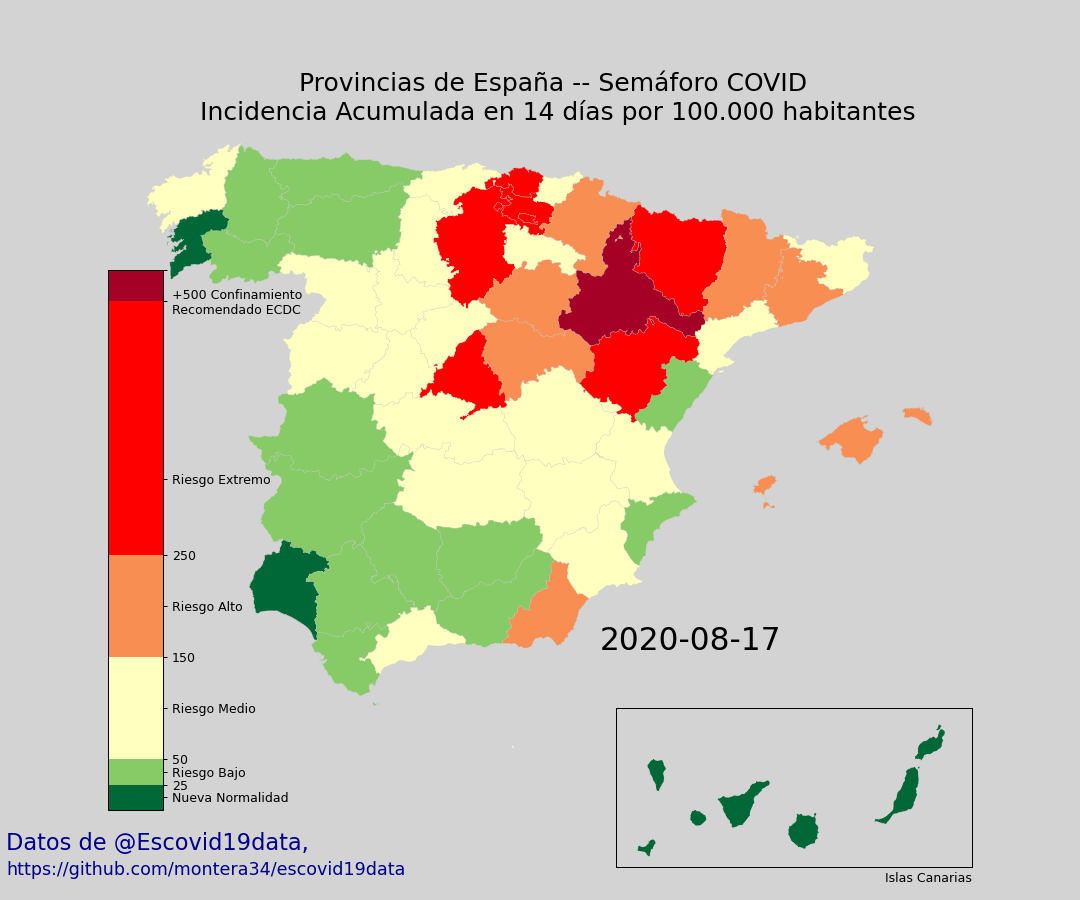 Provincias de España -- Semáforo COVID
Incidencia Acumulada en 14 días por 100.000 habitantes
+500 Confinamiento
Recomendado ECDC
Riesgo Extremo
250
Riesgo Alto
150
Riesgo Medio
50
Riesgo Bajo
25
Nueva Normalidad
2020-08-17
Islas Canarias
Datos de @Escovid19data,
https://github.com/montera34/escovid19data